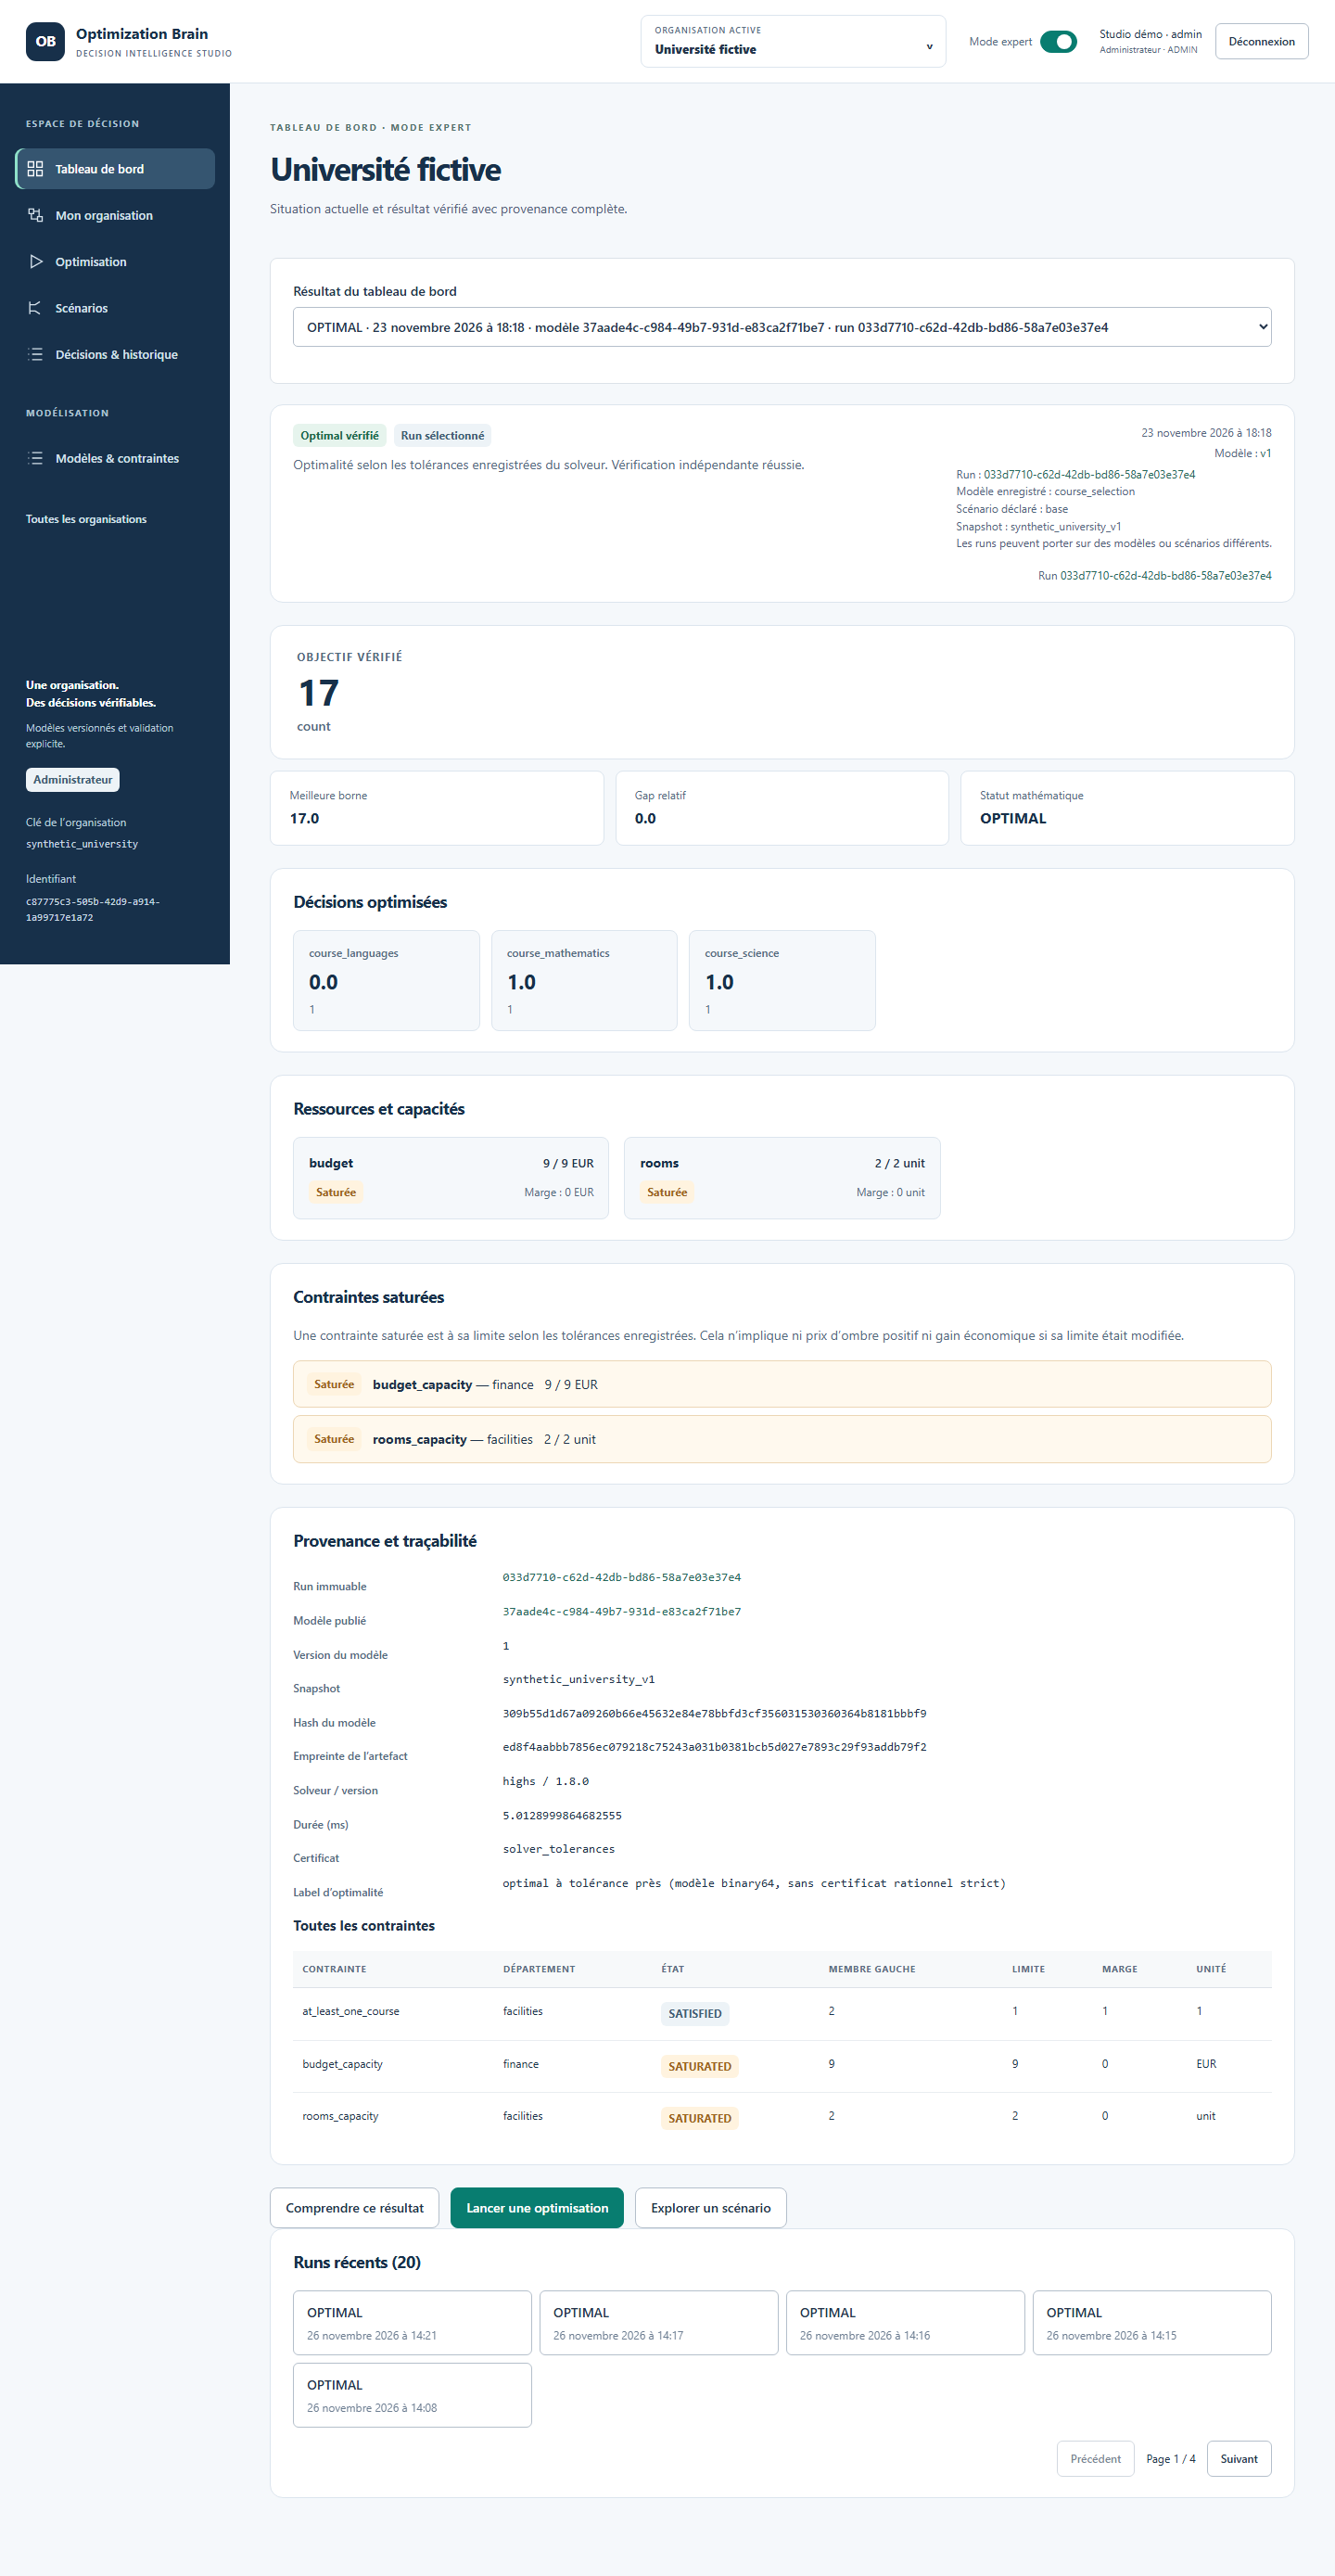 OB
Optimization Brain
DECISION INTELLIGENCE STUDIO
ORGANISATION ACTIVE
Université fictive
Mode expert
Studio démo · admin
Administrateur · ADMIN
Déconnexion
ESPACE DE DÉCISION
Tableau de bord
Mon organisation
Optimisation
Scénarios
Décisions & historique
MODÉLISATION
Modèles & contraintes
Toutes les organisations
Une organisation.
Des décisions vérifiables.
Modèles versionnés et validation
explicite.
Administrateur
Clé de l’organisation
synthetic_university
Identifiant
c87775c3-505b-42d9-a914-
1a99717e1a72
TABLEAU DE BORD · MODE EXPERT
Université fictive
Situation actuelle et résultat vérifié avec provenance complète.
Résultat du tableau de bord
OPTIMAL · 23 novembre 2026 à 18:18 · modèle 37aade4c-c984-49b7-931d-e83ca2f71be7 · run 033d7710-c62d-42db-bd86-58a7e03e37e4
Optimal vérifié
Run sélectionné
Optimalité selon les tolérances enregistrées du solveur. Vérification indépendante réussie.
23 novembre 2026 à 18:18
Modèle : v1
Run : 033d7710-c62d-42db-bd86-58a7e03e37e4
Modèle enregistré : course_selection
Scénario déclaré : base
Snapshot : synthetic_university_v1
Les runs peuvent porter sur des modèles ou scénarios différents.
Run 033d7710-c62d-42db-bd86-58a7e03e37e4
OBJECTIF VÉRIFIÉ
17
count
Meilleure borne
17.0
Gap relatif
0.0
Statut mathématique
OPTIMAL
Décisions optimisées
course_languages
0.0
1
course_mathematics
1.0
1
course_science
1.0
1
Ressources et capacités
budget 9 / 9 EUR
Saturée Marge : 0 EUR
rooms 2 / 2 unit
Saturée Marge : 0 unit
Contraintes saturées
Une contrainte saturée est à sa limite selon les tolérances enregistrées. Cela n’implique ni prix d’ombre positif ni gain économique si sa limite était modifiée.
Saturée budget_capacity — finance 9 / 9 EUR
Saturée rooms_capacity — facilities 2 / 2 unit
Provenance et traçabilité
Run immuable 033d7710-c62d-42db-bd86-58a7e03e37e4
Modèle publié 37aade4c-c984-49b7-931d-e83ca2f71be7
Version du modèle 1
Snapshot synthetic_university_v1
Hash du modèle 309b55d1d67a09260b66e45632e84e78bbfd3cf356031530360364b8181bbbf9
Empreinte de l’artefact ed8f4aabbb7856ec079218c75243a031b0381bcb5d027e7893c29f93addb79f2
Solveur / version highs / 1.8.0
Durée (ms) 5.0128999864682555
Certificat solver_tolerances
Label d’optimalité optimal à tolérance près (modèle binary64, sans certificat rationnel strict)
Toutes les contraintes
CONTRAINTE DÉPARTEMENT ÉTAT MEMBRE GAUCHE LIMITE MARGE UNITÉ
at_least_one_course facilities SATISFIED 2 1 1 1
budget_capacity finance SATURATED 9 9 0 EUR
rooms_capacity facilities SATURATED 2 2 0 unit
Comprendre ce résultat
Lancer une optimisation
Explorer un scénario
Runs récents (20)
OPTIMAL
26 novembre 2026 à 14:21
OPTIMAL
26 novembre 2026 à 14:17
OPTIMAL
26 novembre 2026 à 14:16
OPTIMAL
26 novembre 2026 à 14:15
OPTIMAL
26 novembre 2026 à 14:08
Précédent
Page 1 / 4
Suivant